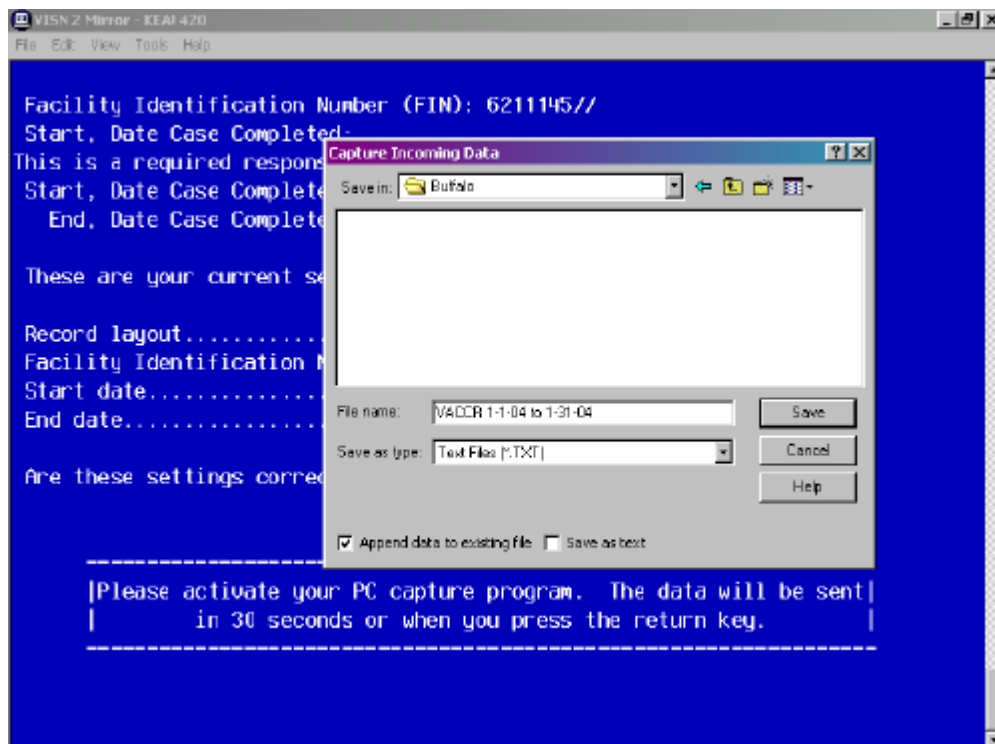 VISN 2 Mirror - KEA! 420
File Edit View Tools Help
Facility Identification Number (FIN): 6211145//
Start, Date Case Completed:
This is a required respons
Start, Date Case Complete
End, Date Case Complete
These are your current se
Record layout............
Facility Identification N
Start date...............
End date.................
Are these settings correc
Capture Incoming Data
Save in: Buffalo
File name: VACCR 1-1-04 to 1-31-04
Save
Save as type: Text Files (*.TXT)
Cancel
Help
Append data to existing file Save as text
|Please activate your PC capture program. The data will be sent|
| in 30 seconds or when you press the return key. |